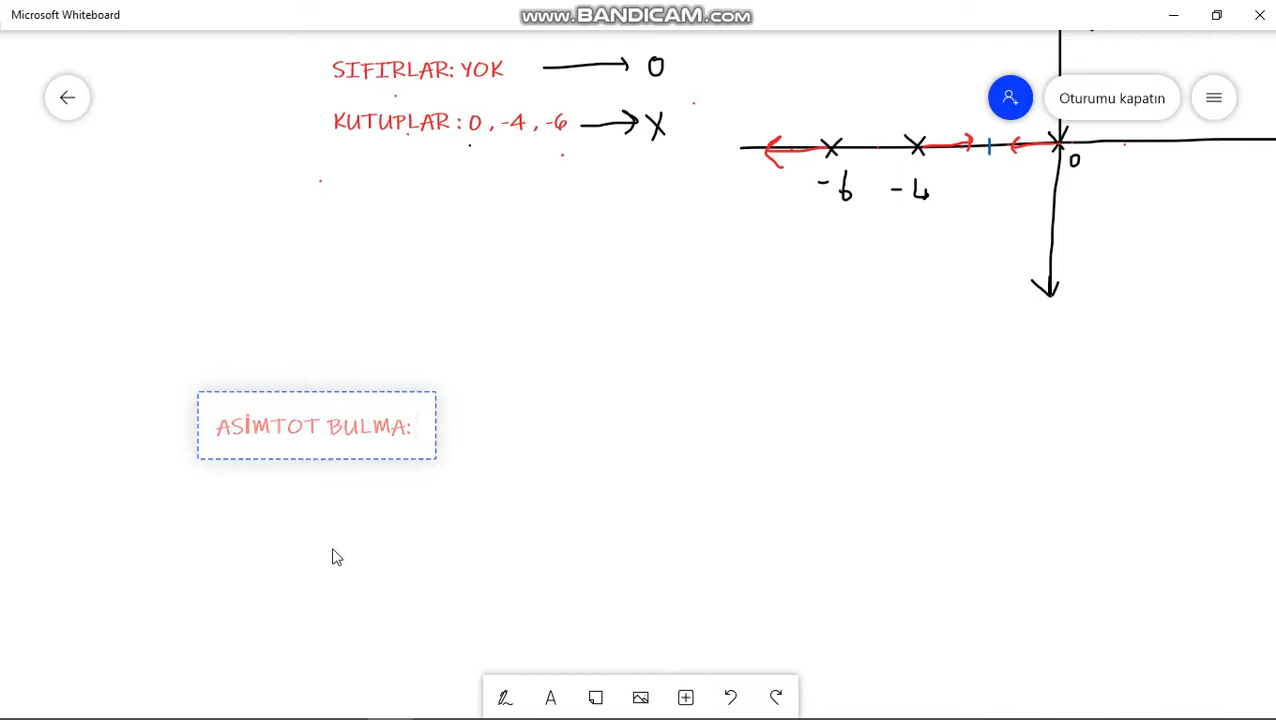 Microsoft Whiteboard
www.BANDICAM.com
SIFIRLAR: YOK → 0
KUTUPLAR : 0 , -4 , -6 → X
Oturumu kapatın
0
-6 -4
ASİMTOT BULMA:
A